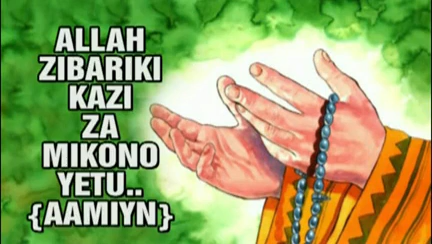 ALLAH
ZIBARIKI
KAZI
ZA
MIKONO
YETU..
{AAMIYN}